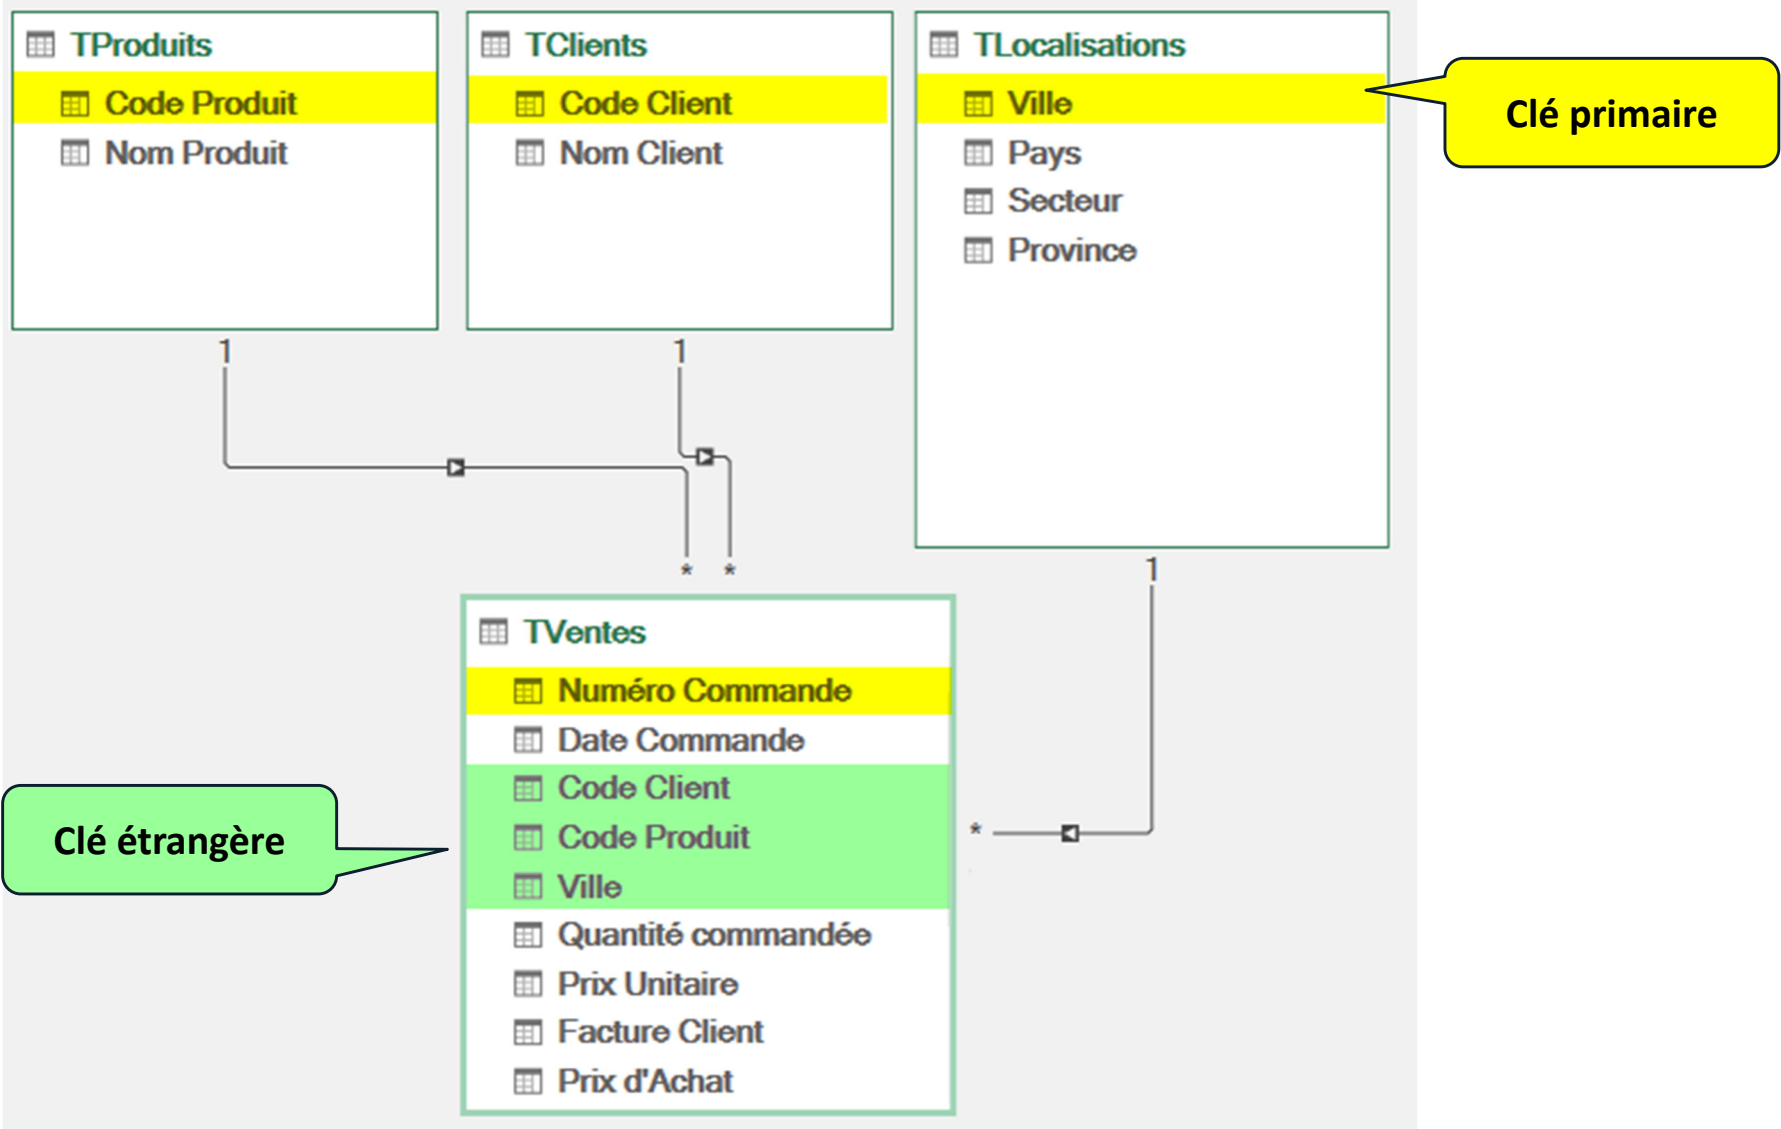 TProduits
Code Produit
Nom Produit
TClients
Code Client
Nom Client
TLocalisations
Ville
Pays
Secteur
Province
Clé primaire
1
1
1
*
*
*
TVentes
Numéro Commande
Date Commande
Code Client
Code Produit
Ville
Quantité commandée
Prix Unitaire
Facture Client
Prix d'Achat
Clé étrangère